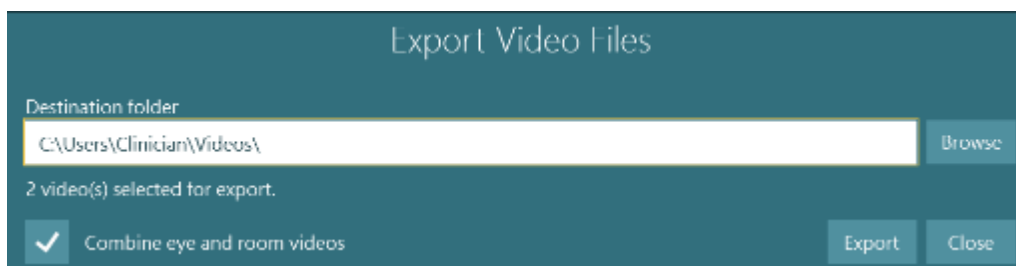 Export Video Files
Destination folder
C:\Users\Clinician\Videos\
Browse
2 video(s) selected for export.
Combine eye and room videos
Export
Close